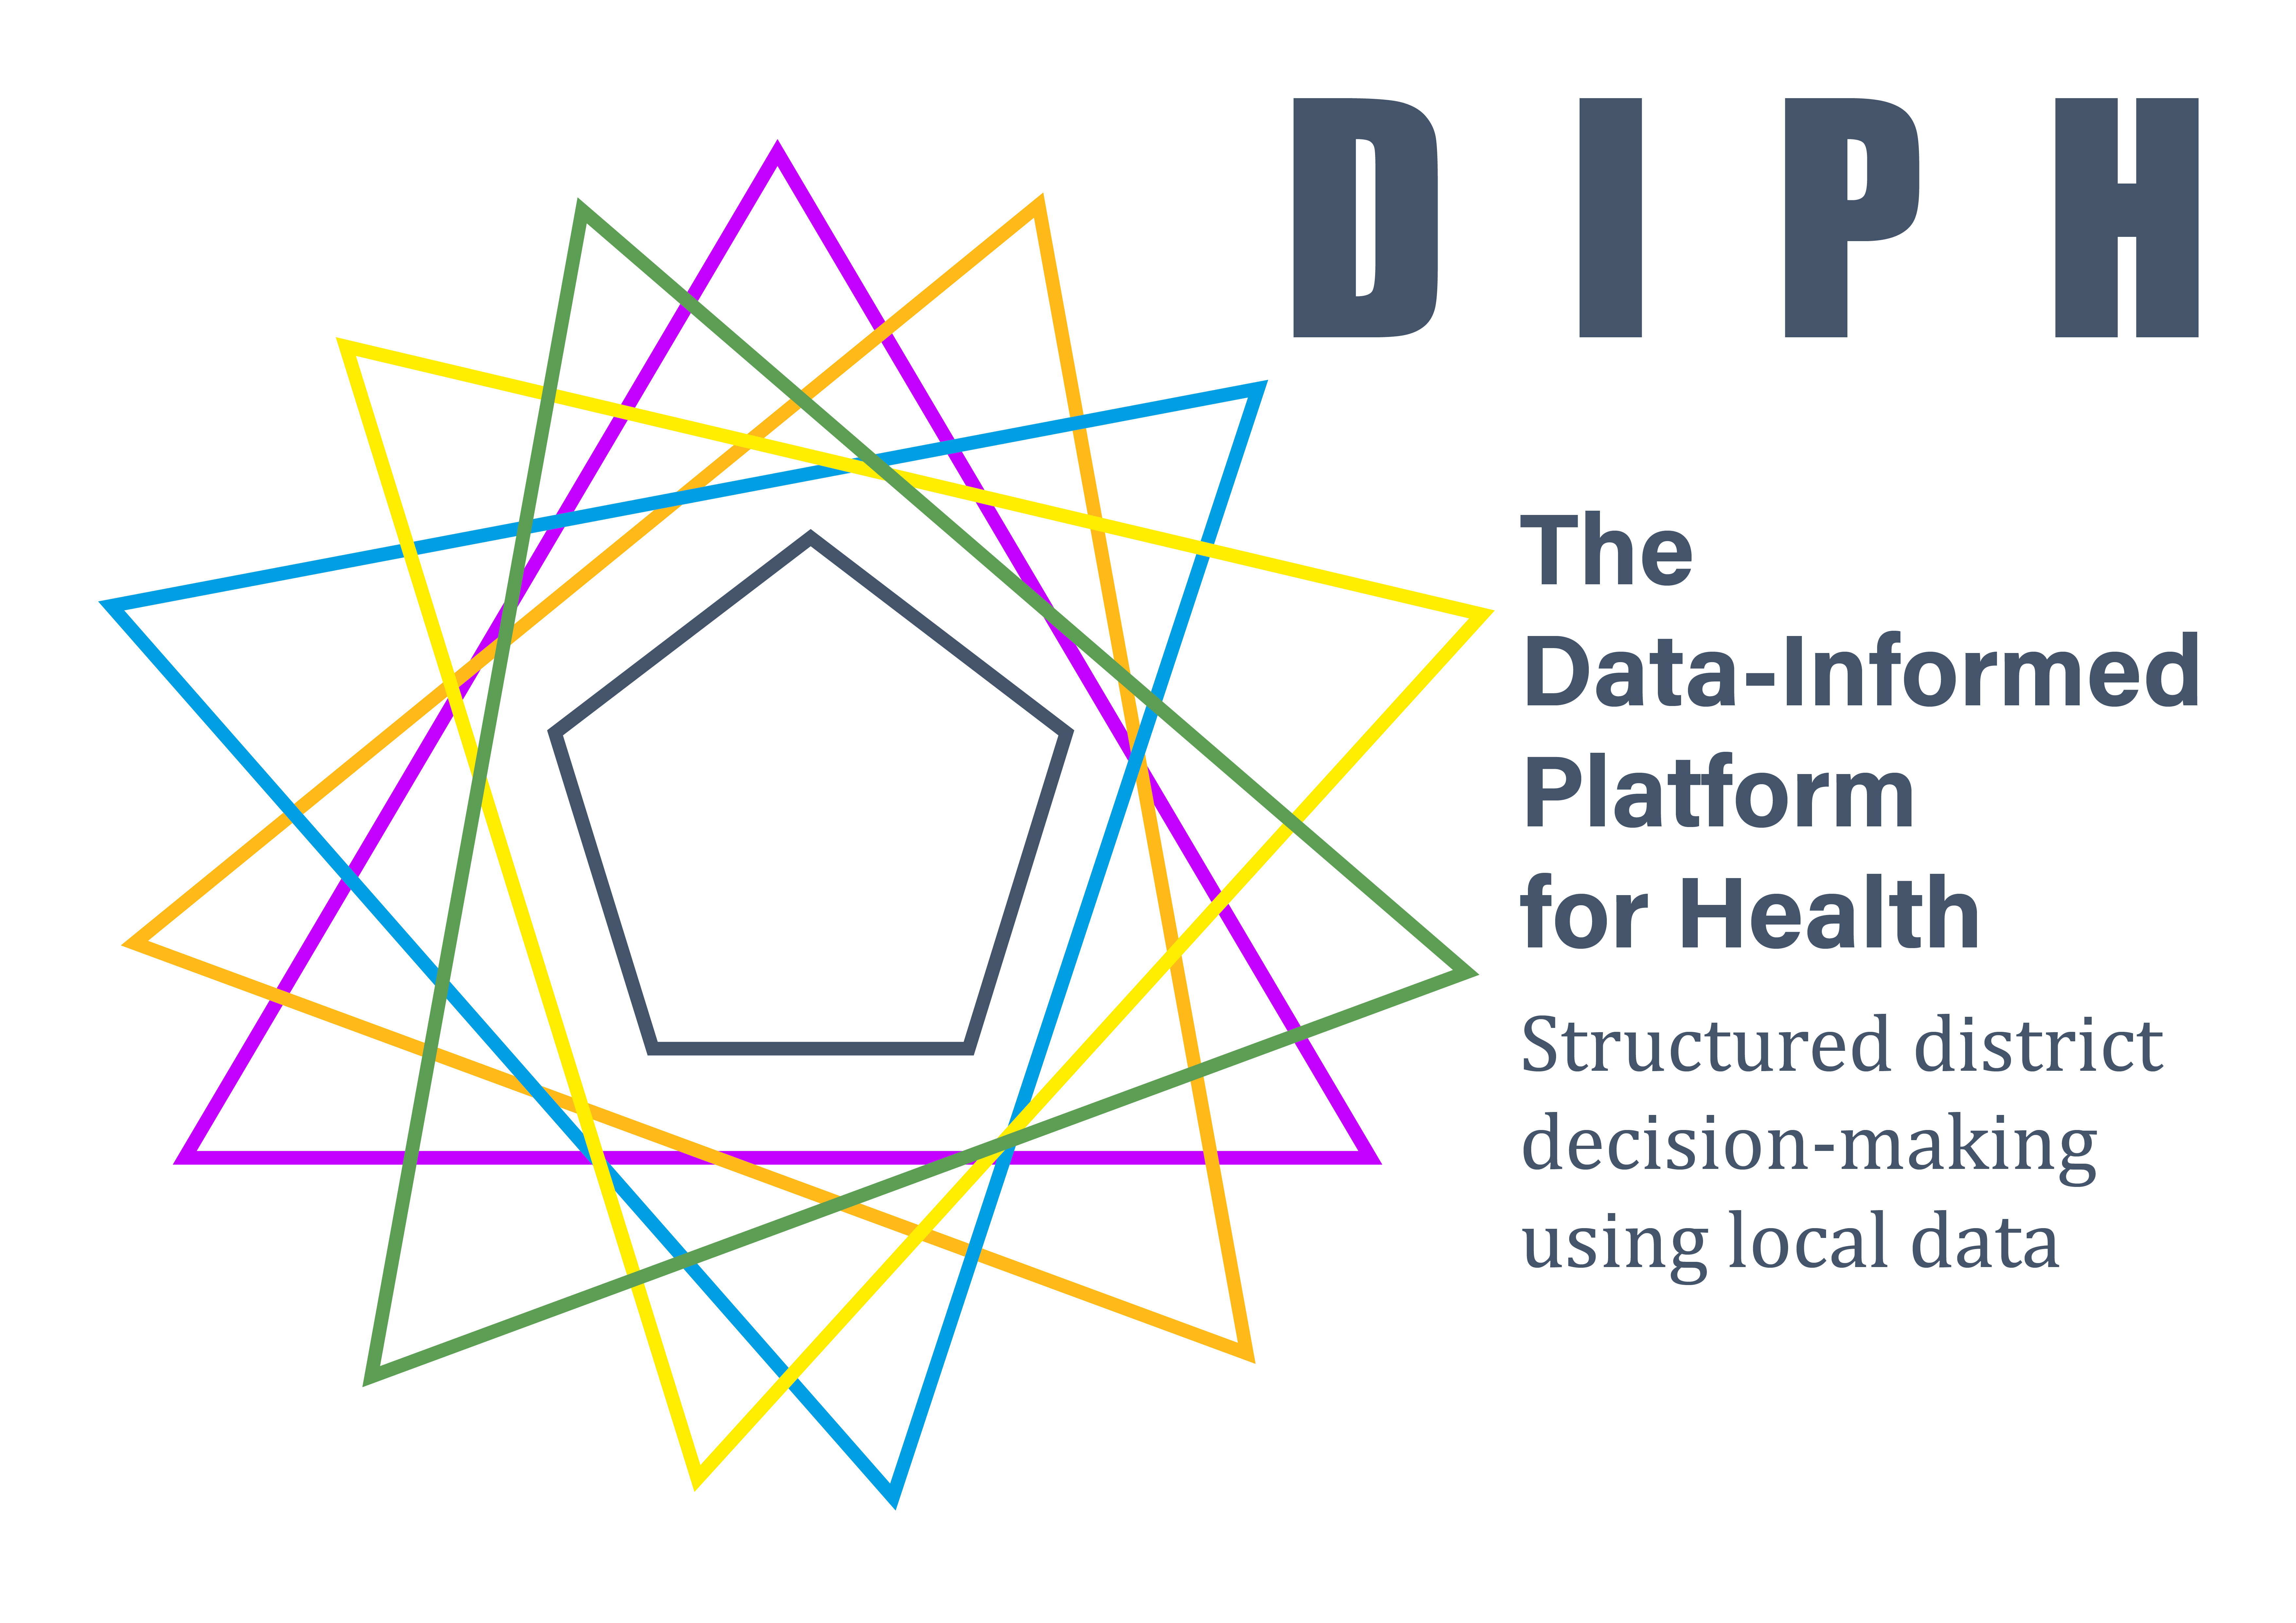 DIPH
The
Data-Informed
Platform
for Health
Structured district
decision-making
using local data